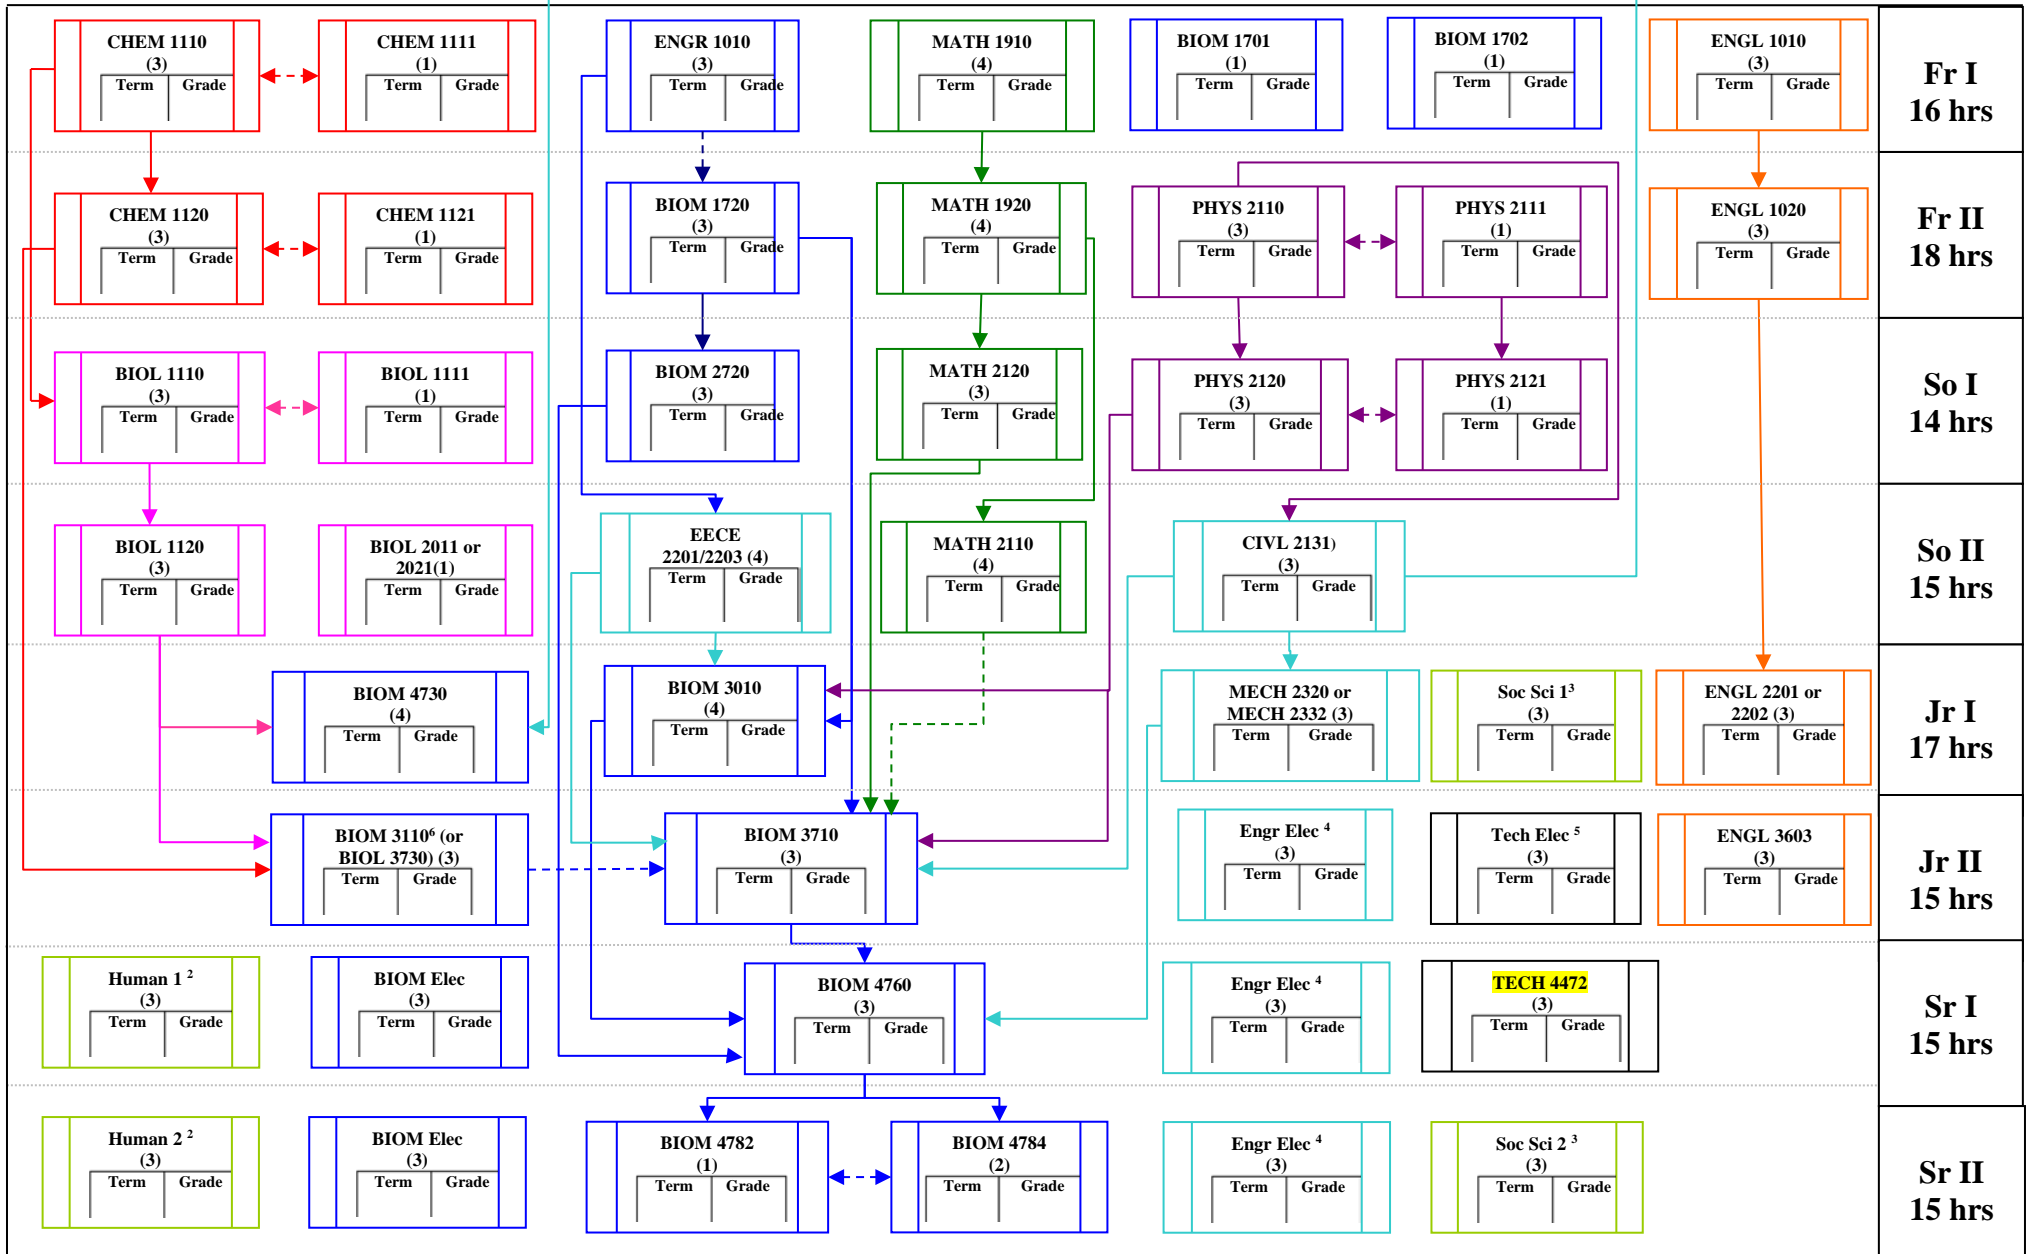 CHEM 1110
(3)
Term Grade
CHEM 1111
(1)
Term Grade
ENGR 1010
(3)
Term Grade
MATH 1910
(4)
Term Grade
BIOM 1701
(1)
Term Grade
BIOM 1702
(1)
Term Grade
ENGL 1010
(3)
Term Grade
Fr I
16 hrs
CHEM 1120
(3)
Term Grade
CHEM 1121
(1)
Term Grade
BIOM 1720
(3)
Term Grade
MATH 1920
(4)
Term Grade
PHYS 2110
(3)
Term Grade
PHYS 2111
(1)
Term Grade
ENGL 1020
(3)
Term Grade
Fr II
18 hrs
BIOL 1110
(3)
Term Grade
BIOL 1111
(1)
Term Grade
BIOM 2720
(3)
Term Grade
MATH 2120
(3)
Term Grade
PHYS 2120
(3)
Term Grade
PHYS 2121
(1)
Term Grade
So I
14 hrs
BIOL 1120
(3)
Term Grade
BIOL 2011 or
2021(1)
Term Grade
EECE
2201/2203 (4)
Term Grade
MATH 2110
(4)
Term Grade
CIVL 2131)
(3)
Term Grade
So II
15 hrs
BIOM 4730
(4)
Term Grade
BIOM 3010
(4)
Term Grade
MECH 2320 or
MECH 2332 (3)
Term Grade
Soc Sci 1³
(3)
Term Grade
ENGL 2201 or
2202 (3)
Term Grade
Jr I
17 hrs
BIOM 3110⁶ (or
BIOL 3730) (3)
Term Grade
BIOM 3710
(3)
Term Grade
Engr Elec ⁴
(3)
Term Grade
Tech Elec ⁵
(3)
Term Grade
ENGL 3603
(3)
Term Grade
Jr II
15 hrs
Human 1 ²
(3)
Term Grade
BIOM Elec
(3)
Term Grade
BIOM 4760
(3)
Term Grade
Engr Elec ⁴
(3)
Term Grade
TECH 4472
(3)
Term Grade
Sr I
15 hrs
Human 2 ²
(3)
Term Grade
BIOM Elec
(3)
Term Grade
BIOM 4782
(1)
Term Grade
BIOM 4784
(2)
Term Grade
Engr Elec ⁴
(3)
Term Grade
Soc Sci 2 ³
(3)
Term Grade
Sr II
15 hrs